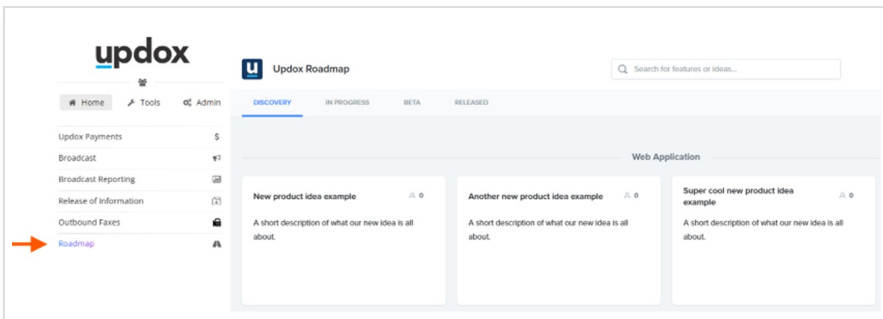 updox
Home Tools Admin
Updox Payments
Broadcast
Broadcast Reporting
Release of Information
Outbound Faxes
Roadmap
Updox Roadmap
Search for features or ideas...
DISCOVERY IN PROGRESS BETA RELEASED
Web Application
New product idea example 0
A short description of what our new idea is all
about.
Another new product idea example 0
A short description of what our new idea is all
about.
Super cool new product idea
example 0
A short description of what our new idea is all
about.